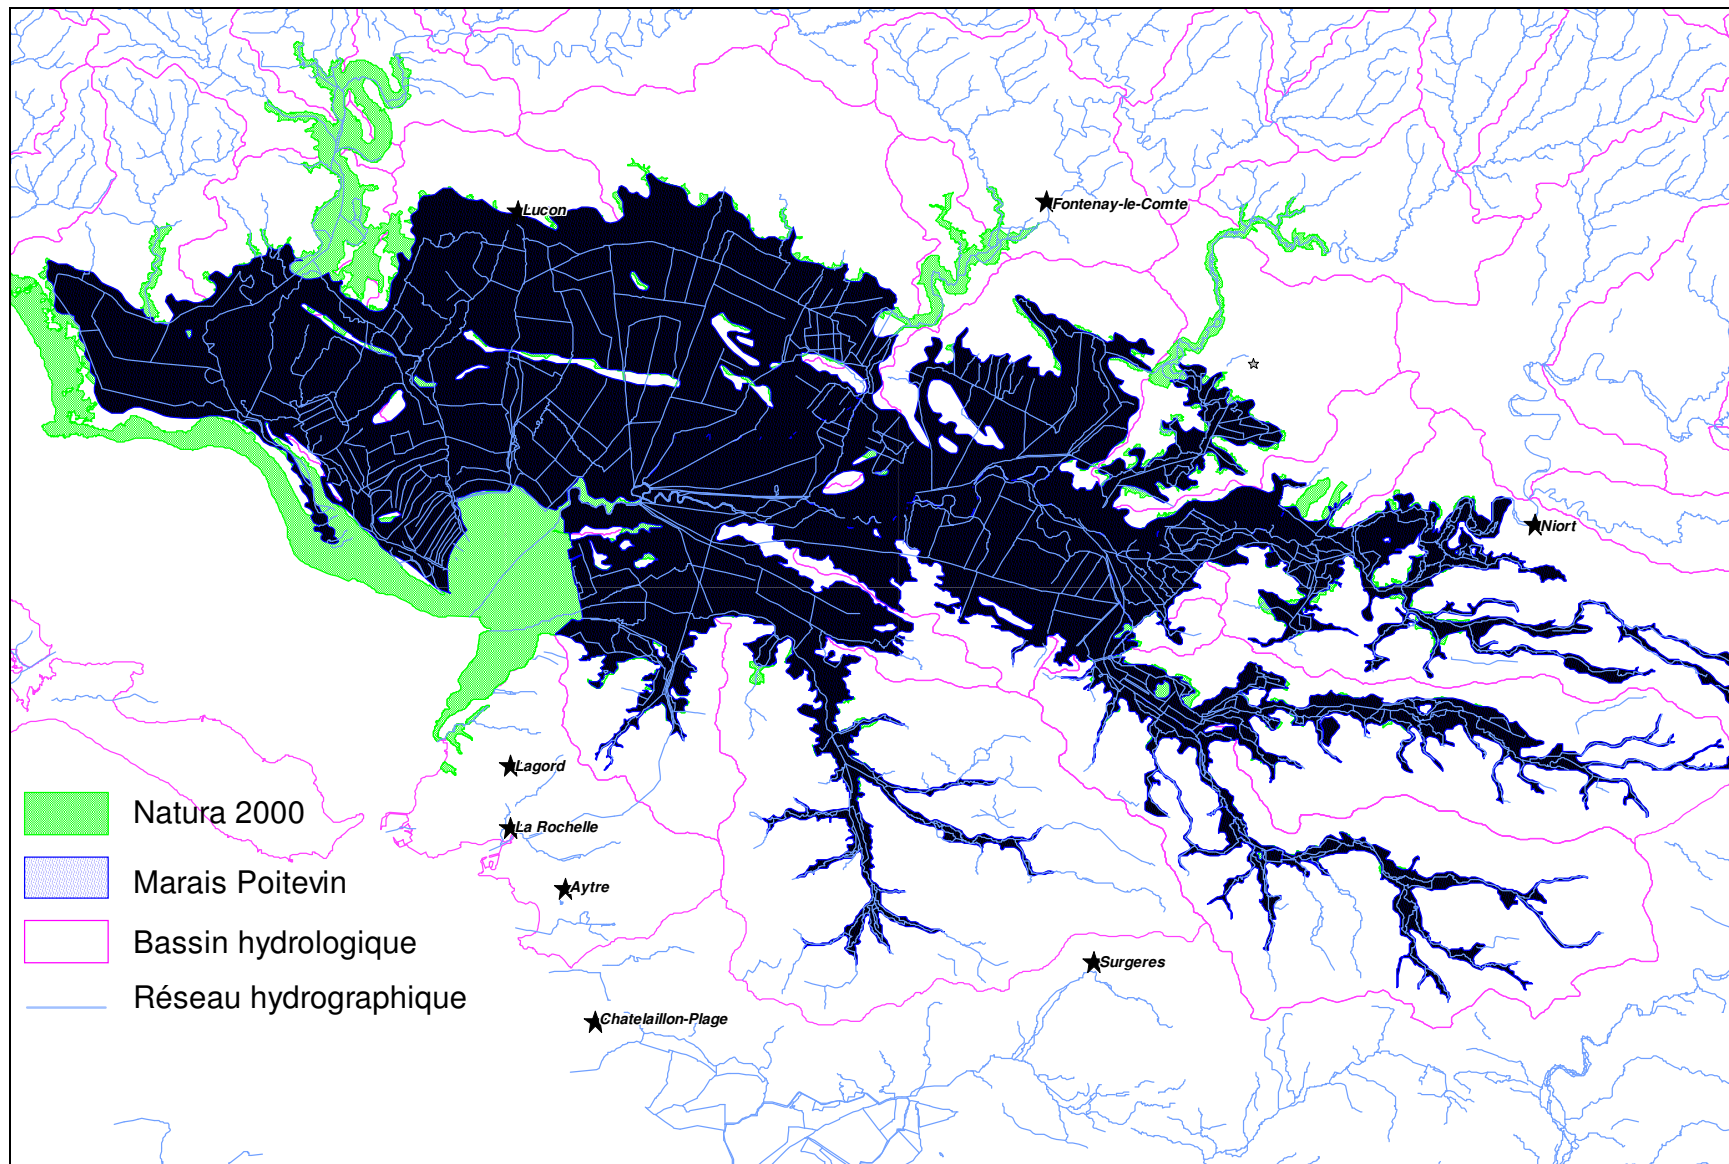 Lucon
Fontenay-le-Comte
Niort
Lagord
La Rochelle
Aytre
Surgeres
Chatelaillon-Plage
Natura 2000
Marais Poitevin
Bassin hydrologique
Réseau hydrographique